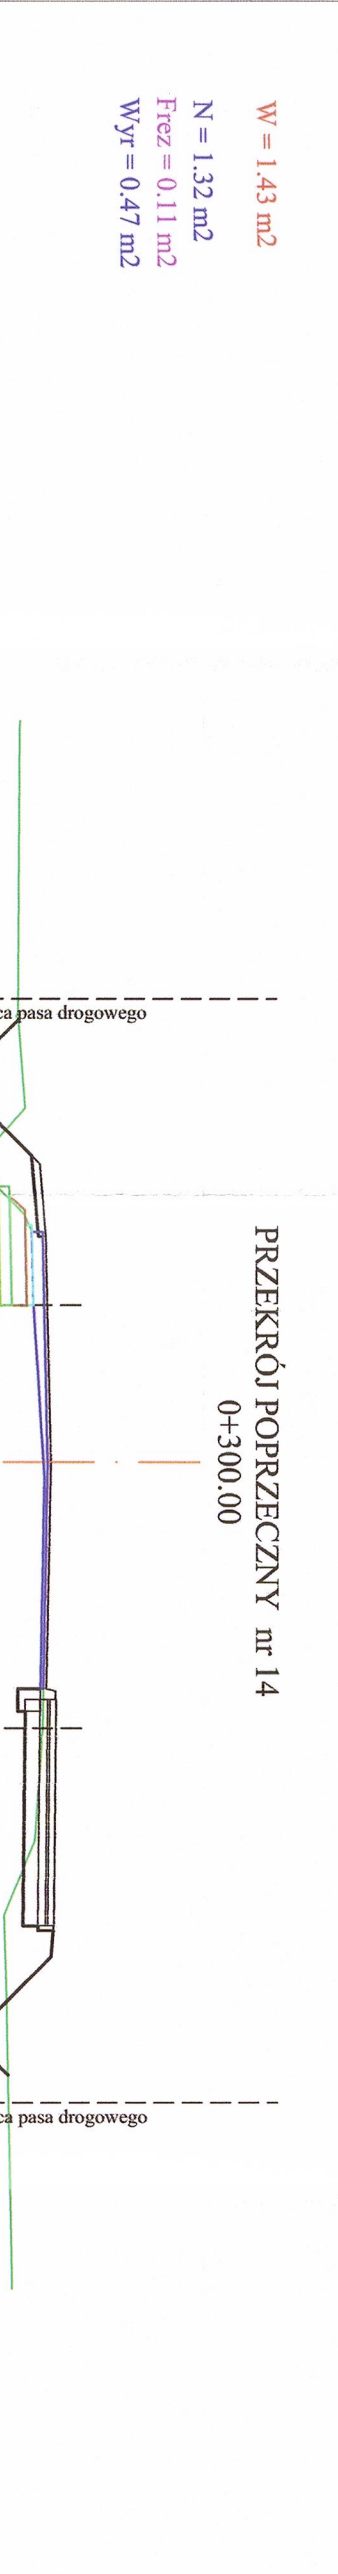 PRZEKRÓJ POPRZECZNY nr 14
0+300.00
W = 1.43 m2
N = 1.32 m2
Frez = 0.11 m2
Wyr = 0.47 m2
ca pasa drogowego
ca pasa drogowego